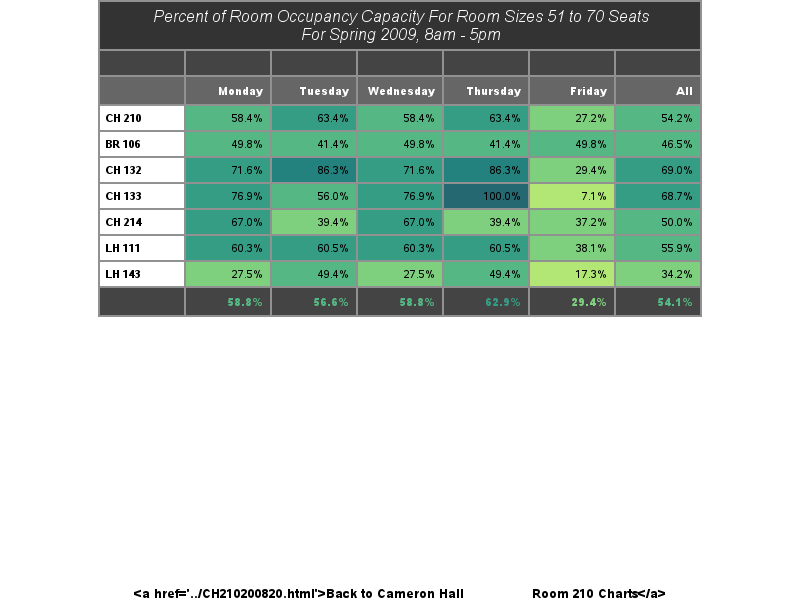 Percent of Room Occupancy Capacity For Room Sizes 51 to 70 Seats
For Spring 2009, 8am - 5pm
Monday Tuesday Wednesday Thursday Friday All
CH 210 58.4% 63.4% 58.4% 63.4% 27.2% 54.2%
BR 106 49.8% 41.4% 49.8% 41.4% 49.8% 46.5%
CH 132 71.6% 86.3% 71.6% 86.3% 29.4% 69.0%
CH 133 76.9% 56.0% 76.9% 100.0% 7.1% 68.7%
CH 214 67.0% 39.4% 67.0% 39.4% 37.2% 50.0%
LH 111 60.3% 60.5% 60.3% 60.5% 38.1% 55.9%
LH 143 27.5% 49.4% 27.5% 49.4% 17.3% 34.2%
58.8% 56.6% 58.8% 62.9% 29.4% 54.1%
<a href='../CH210200820.html'>Back to Cameron Hall Room 210 Charts</a>